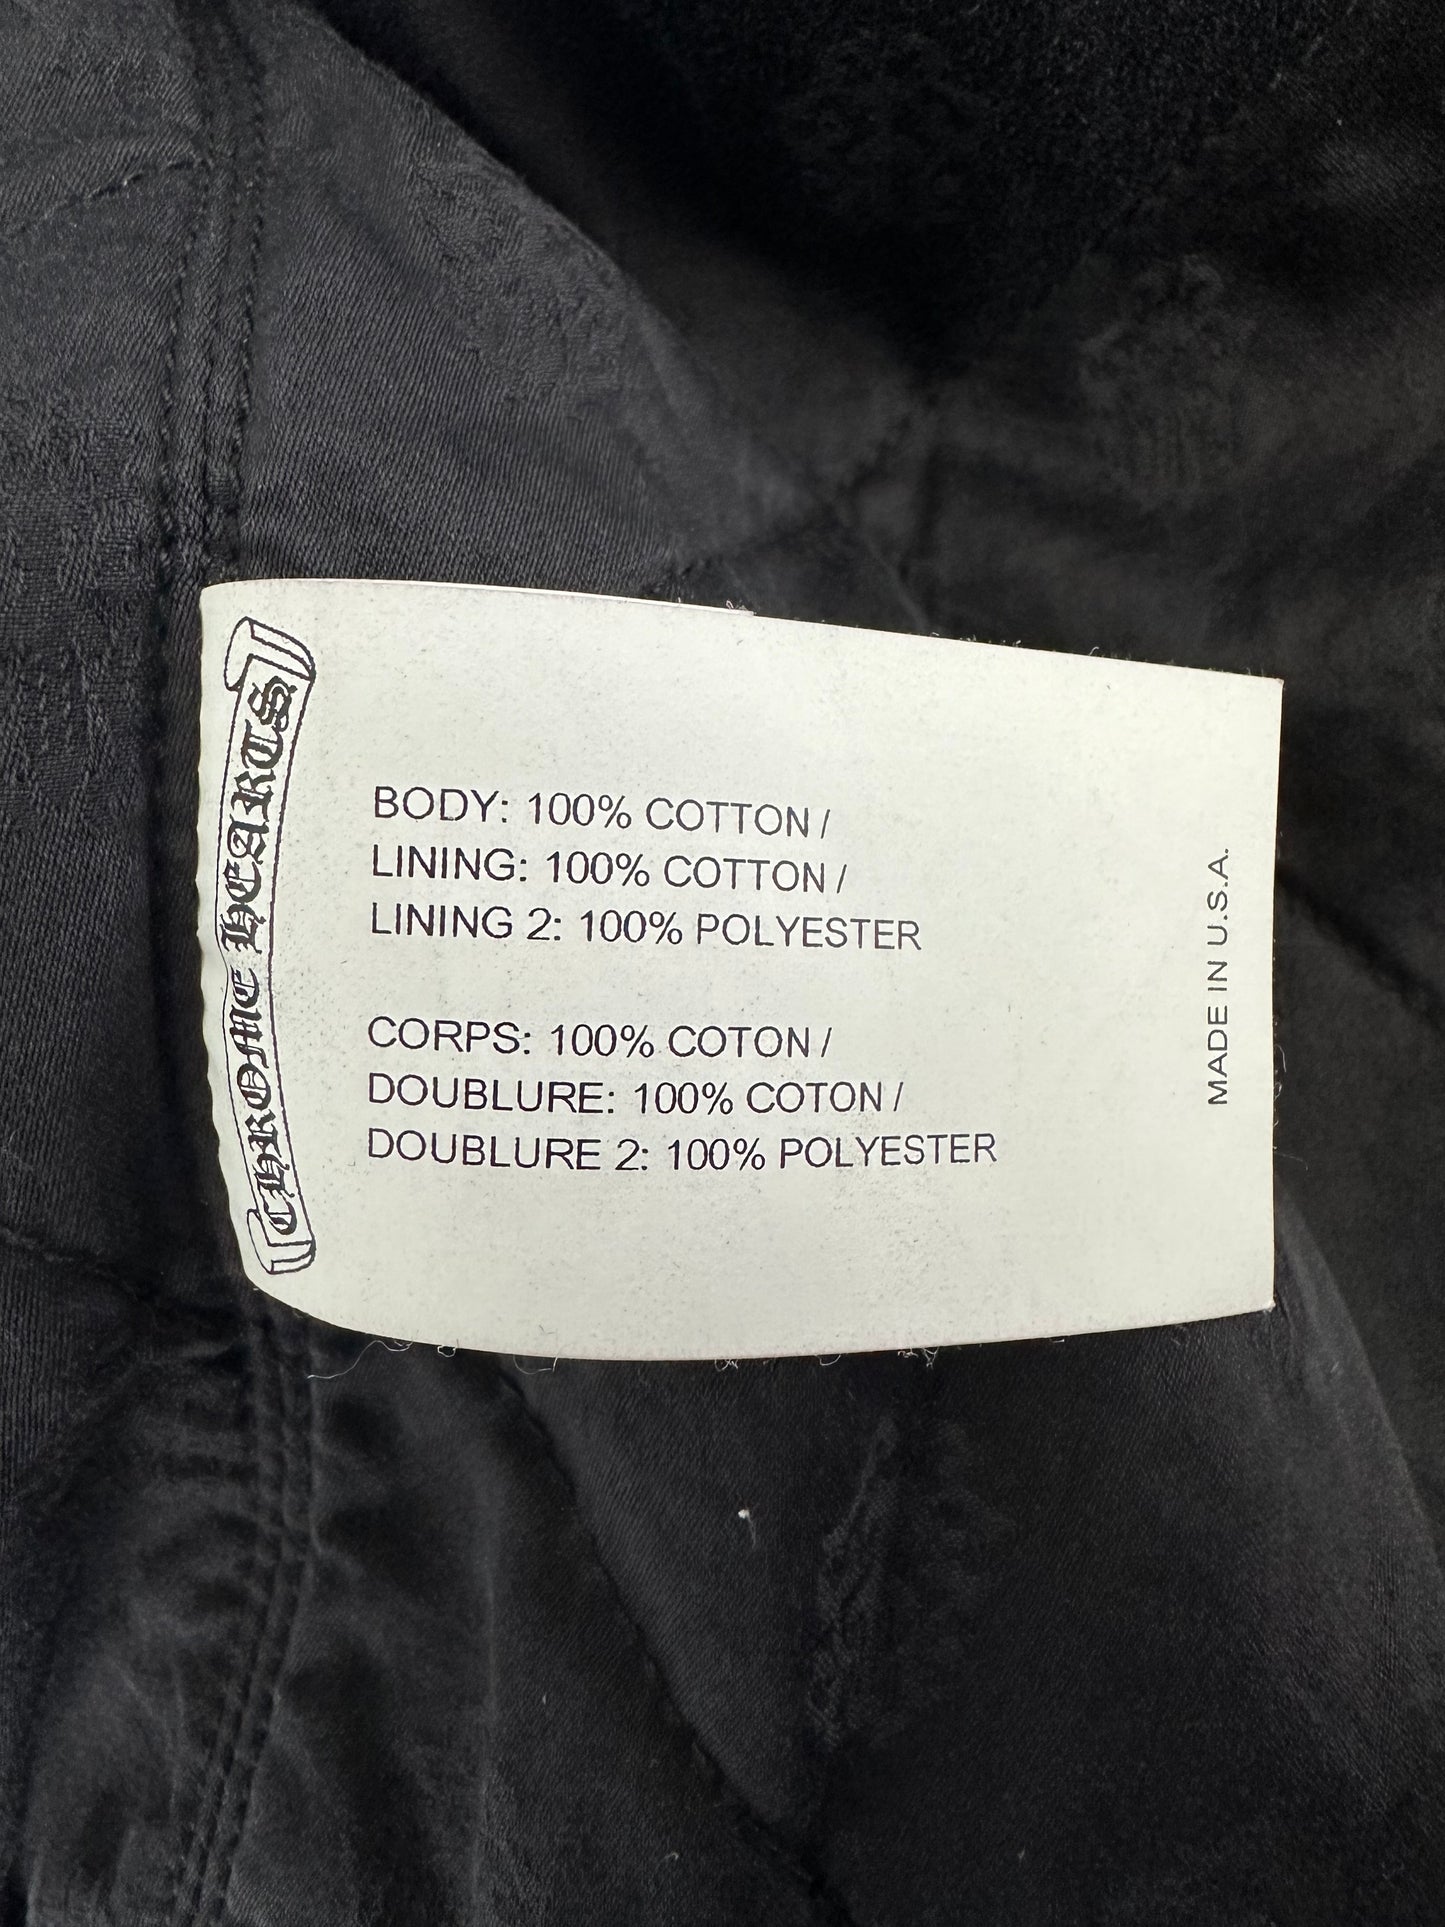 CHROME HEARTS
BODY: 100% COTTON /
LINING: 100% COTTON /
LINING 2: 100% POLYESTER
CORPS: 100% COTON /
DOUBLURE: 100% COTON /
DOUBLURE 2: 100% POLYESTER
MADE IN U.S.A.